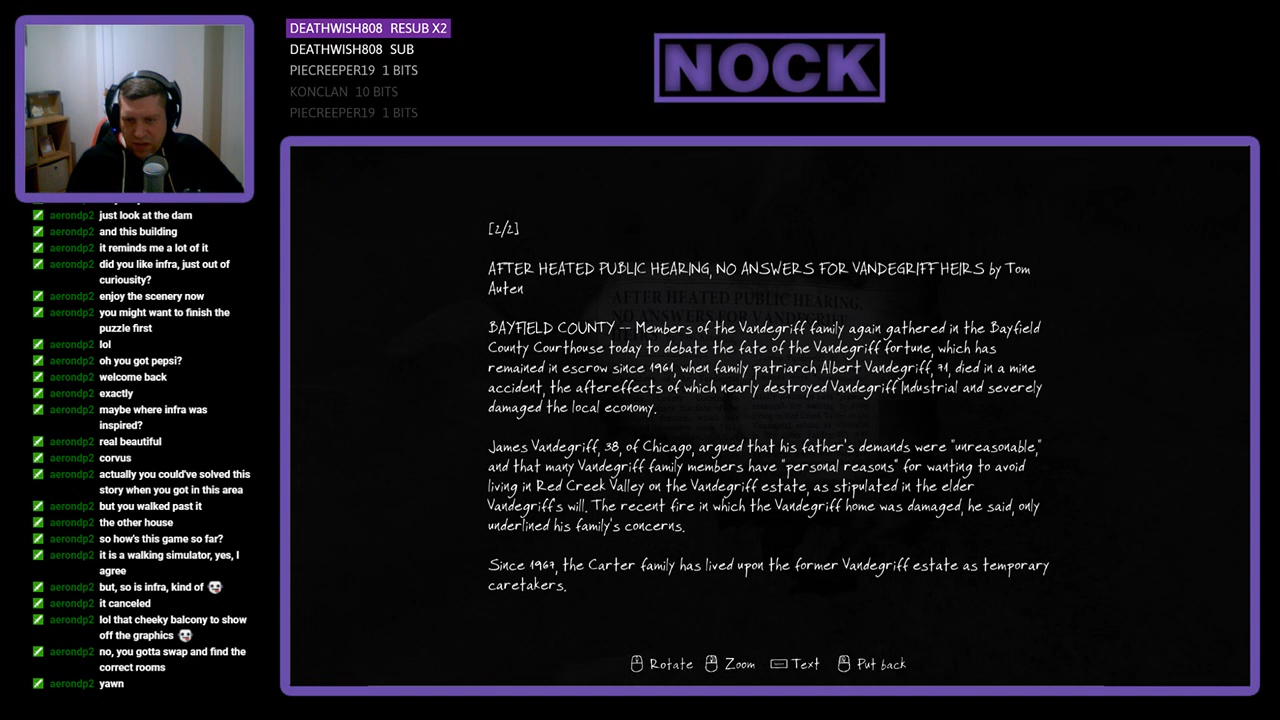 DEATHWISH808 RESUB X2
DEATHWISH808 SUB
PIECREEPER19 1 BITS
KONCLAN 10 BITS
PIECREEPER19 1 BITS
NOCK
aerondp2 just look at the dam
aerondp2 and this building
aerondp2 it reminds me a lot of it
aerondp2 did you like infra, just out of
curiousity?
aerondp2 enjoy the scenery now
aerondp2 you might want to finish the
puzzle first
aerondp2 lol
aerondp2 oh you got pepsi?
aerondp2 welcome back
aerondp2 exactly
aerondp2 maybe where infra was
inspired?
aerondp2 real beautiful
aerondp2 corvus
aerondp2 actually you could've solved this
story when you got in this area
aerondp2 but you walked past it
aerondp2 the other house
aerondp2 so how's this game so far?
aerondp2 it is a walking simulator, yes, I
agree
aerondp2 but, so is infra, kind of
aerondp2 it canceled
aerondp2 lol that cheeky balcony to show
off the graphics
aerondp2 no, you gotta swap and find the
correct rooms
aerondp2 yawn
[2/2]
AFTER HEATED PUBLIC HEARING, NO ANSWERS FOR VANDEGRIFF HEIRS by Tom
Auten
BAYFIELD COUNTY -- Members of the Vandegriff family again gathered in the Bayfield
County Courthouse today to debate the fate of the Vandegriff fortune, which has
remained in escrow since 1961, when family patriarch Albert Vandegriff, 71, died in a mine
accident, the aftereffects of which nearly destroyed Vandegriff Industrial and severely
damaged the local economy.
James Vandegriff, 38, of Chicago, argued that his father's demands were "unreasonable,"
and that many Vandegriff family members have "personal reasons" for wanting to avoid
living in Red Creek Valley on the Vandegriff estate, as stipulated in the elder
Vandegriff's will. The recent fire in which the Vandegriff home was damaged, he said, only
underlined his family's concerns.
Since 1967, the Carter family has lived upon the former Vandegriff estate as temporary
caretakers.
Rotate Zoom Text Put back